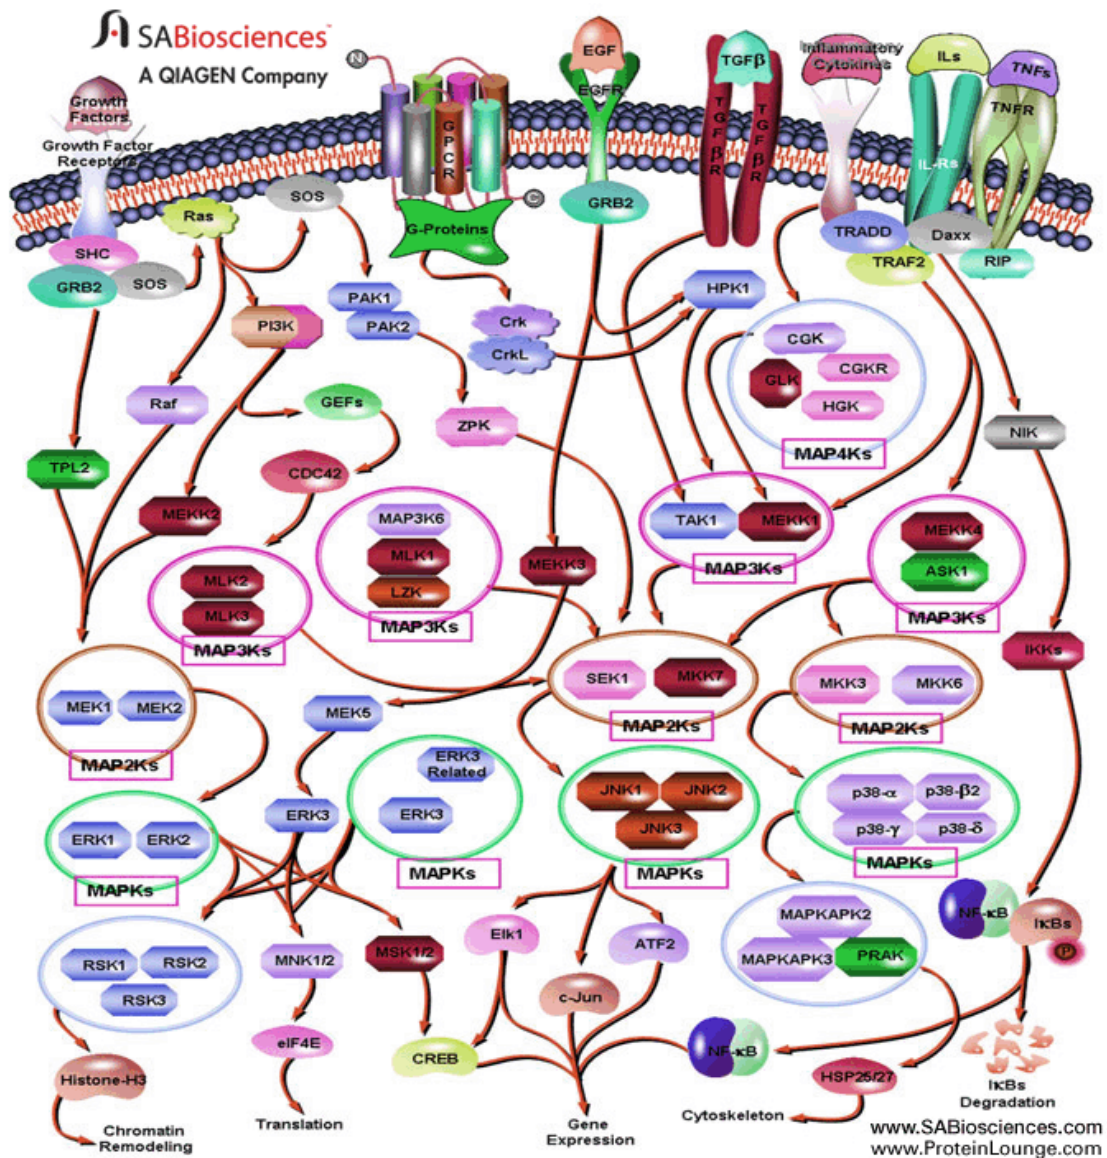 SABiosciences™
A QIAGEN Company
N
EGF
EGFR
TGFβ
TGFβR
TGFβR
Inflammatory
Cytokines
ILs
TNFs
TNFR
IL-Rs
Growth
Factors
Growth Factor
Receptors
GPCR
C
SOS
Ras
G-Proteins
GRB2
TRADD
Daxx
TRAF2
RIP
SHC
GRB2
SOS
PAK1
PAK2
HPK1
PI3K
Crk
CrkL
CGK
CGKR
GLK
HGK
MAP4Ks
Raf
GEFs
ZPK
NIK
TPL2
CDC42
MEKK2
MAP3K6
MLK1
LZK
MAP3Ks
TAK1
MEKK1
MAP3Ks
MEKK4
ASK1
MAP3Ks
MLK2
MLK3
MAP3Ks
MEKK3
IKKs
MEK1
MEK2
MAP2Ks
MEK5
SEK1
MKK7
MAP2Ks
MKK3
MKK6
MAP2Ks
ERK3
Related
ERK3
MAPKs
ERK1
ERK2
MAPKs
ERK3
JNK1
JNK2
JNK3
MAPKs
p38-α
p38-β2
p38-γ
p38-δ
MAPKs
RSK1
RSK2
RSK3
MNK1/2
MSK1/2
Elk1
ATF2
c-Jun
MAPKAPK2
MAPKAPK3
PRAK
NF-κB
IκBs
P
eIF4E
CREB
NF-κB
HSP25/27
Histone-H3
IκBs
Degradation
Chromatin
Remodeling
Translation
Gene
Expression
Cytoskeleton
www.SABiosciences.com
www.ProteinLounge.com